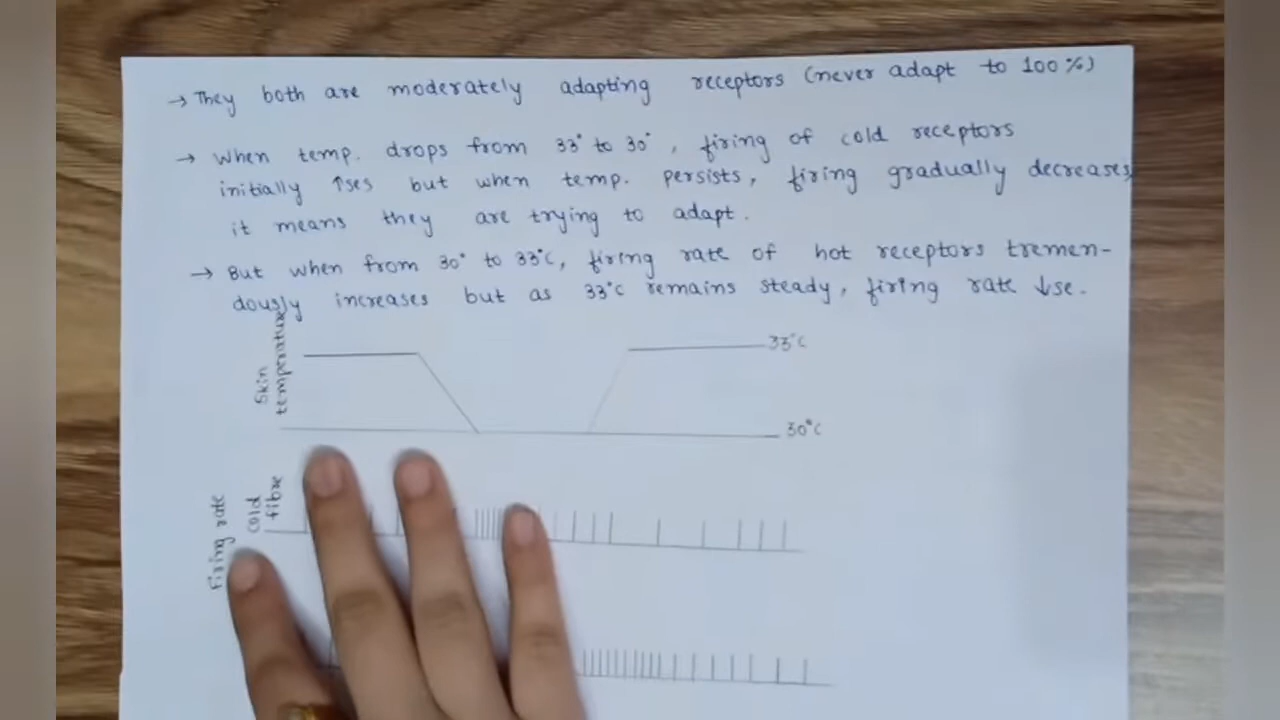 → They both are moderately adapting receptors (never adapt to 100%)
→ When temp. drops from 33° to 30°, firing of cold receptors
initially ↑ses but when temp. persists, firing gradually decreases,
it means they are trying to adapt.
→ But when from 30° to 33°C, firing rate of hot receptors tremen-
dously increases but as 33°C remains steady, firing rate ↓se.
Skin
temperature
33°C
30°C
Firing rate
cold
fibre